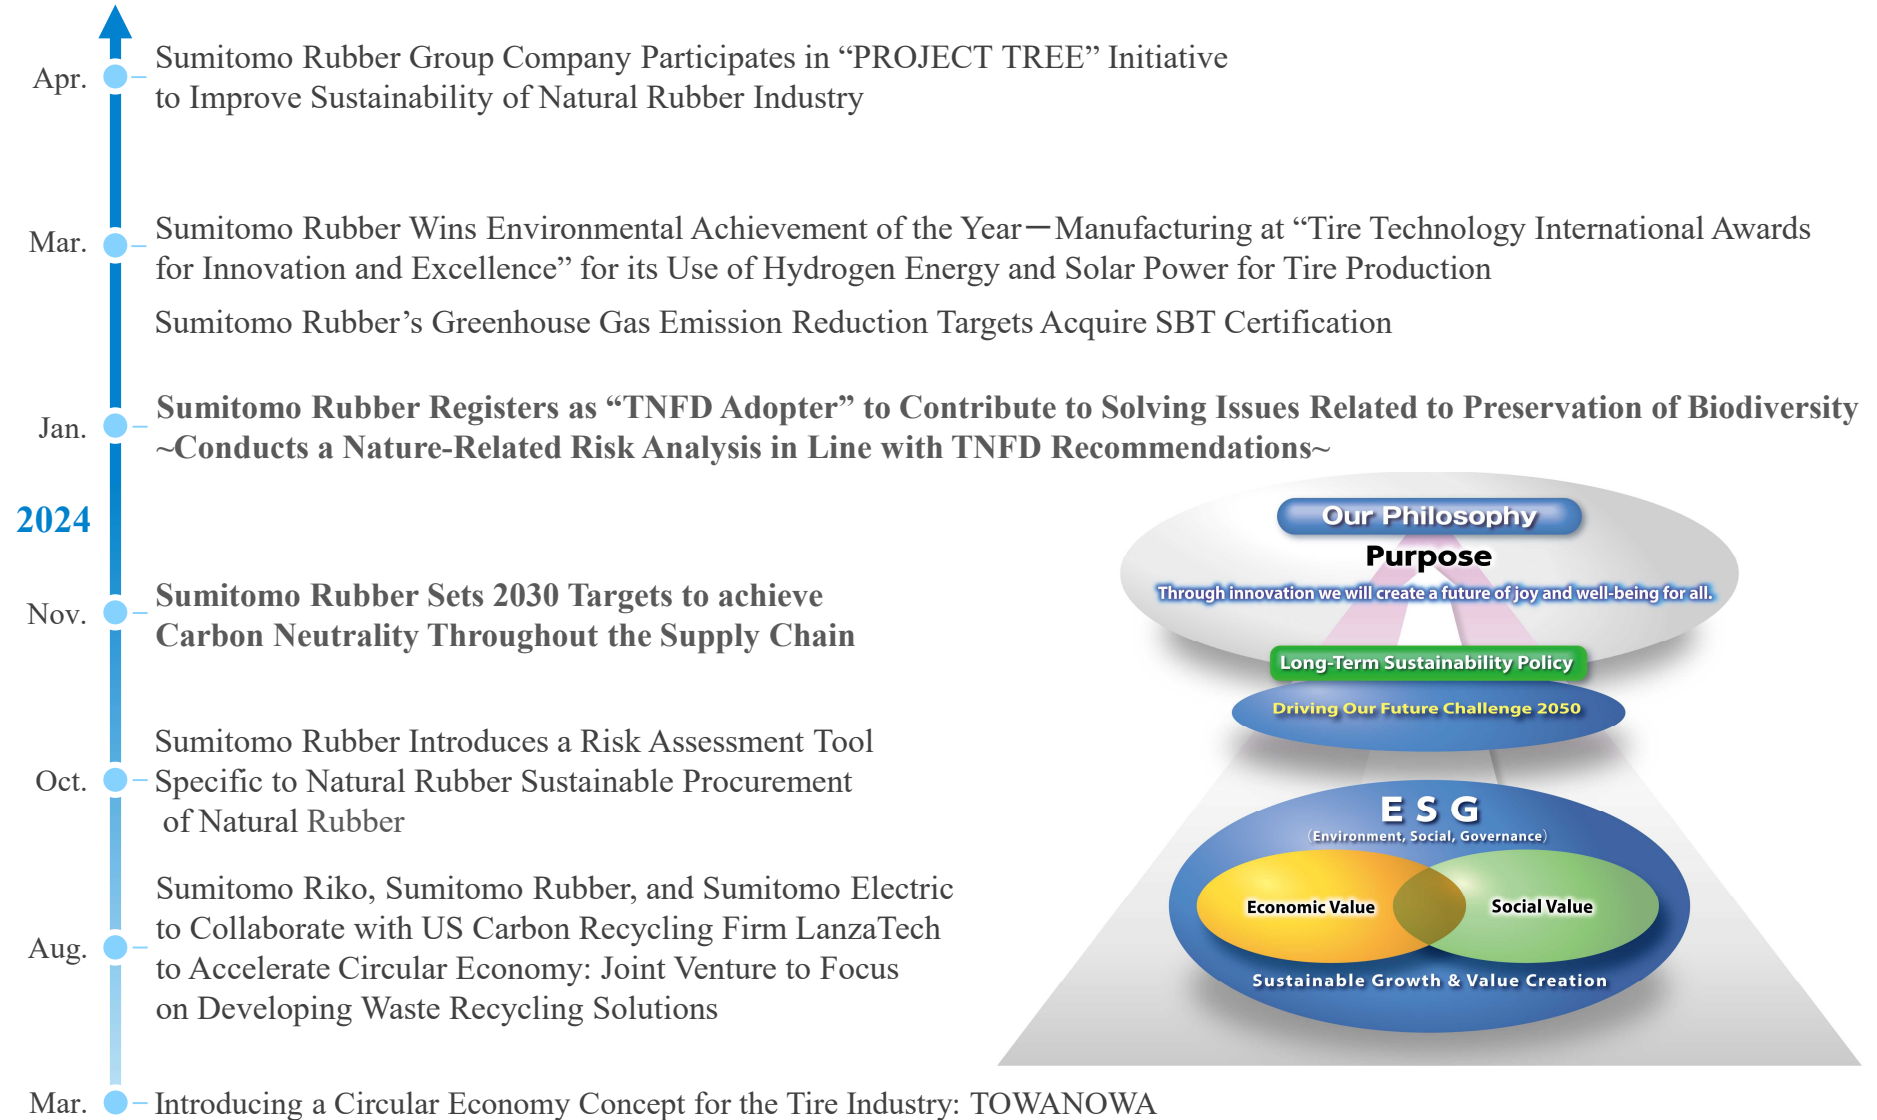 Apr.
Sumitomo Rubber Group Company Participates in “PROJECT TREE” Initiative
to Improve Sustainability of Natural Rubber Industry
Mar.
Sumitomo Rubber Wins Environmental Achievement of the Year—Manufacturing at “Tire Technology International Awards
for Innovation and Excellence” for its Use of Hydrogen Energy and Solar Power for Tire Production
Sumitomo Rubber’s Greenhouse Gas Emission Reduction Targets Acquire SBT Certification
Jan.
Sumitomo Rubber Registers as “TNFD Adopter” to Contribute to Solving Issues Related to Preservation of Biodiversity
~Conducts a Nature-Related Risk Analysis in Line with TNFD Recommendations~
2024
Nov.
Sumitomo Rubber Sets 2030 Targets to achieve
Carbon Neutrality Throughout the Supply Chain
Oct.
Sumitomo Rubber Introduces a Risk Assessment Tool
Specific to Natural Rubber Sustainable Procurement
of Natural Rubber
Aug.
Sumitomo Riko, Sumitomo Rubber, and Sumitomo Electric
to Collaborate with US Carbon Recycling Firm LanzaTech
to Accelerate Circular Economy: Joint Venture to Focus
on Developing Waste Recycling Solutions
Mar.
Introducing a Circular Economy Concept for the Tire Industry: TOWANOWA
Our Philosophy
Purpose
Through innovation we will create a future of joy and well-being for all.
Long-Term Sustainability Policy
Driving Our Future Challenge 2050
E S G
(Environment, Social, Governance)
Economic Value
Social Value
Sustainable Growth & Value Creation